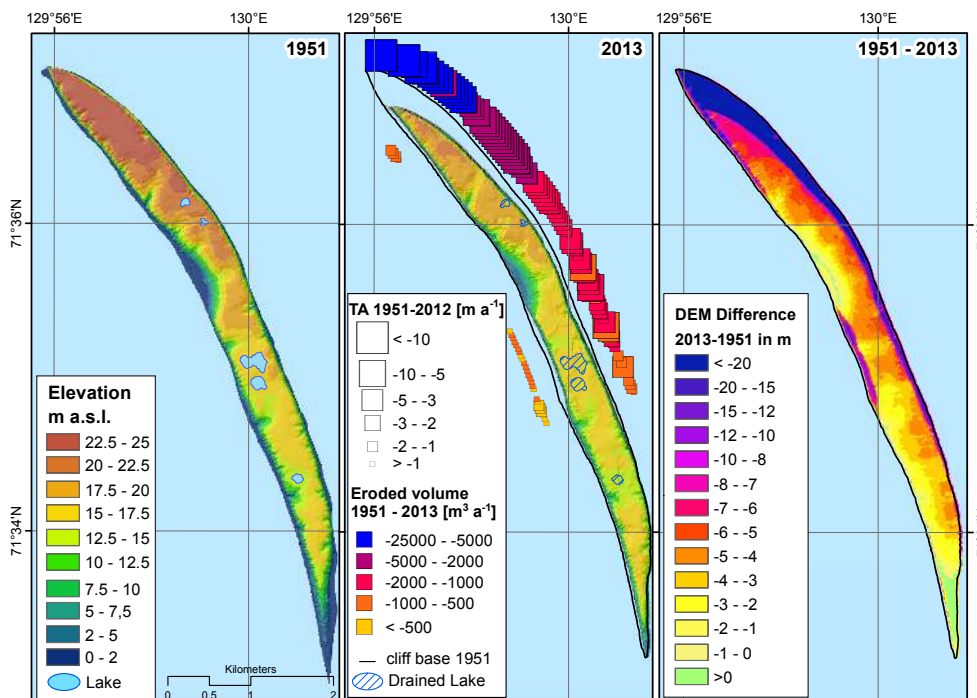 129°56'E
130°0'E
129°56'E
130°0'E
129°56'E
130°0'E
1951
2013
1951 - 2013
71°36'N
71°34'N
Elevation
m a.s.l.
22.5 - 25
20 - 22.5
17.5 - 20
15 - 17.5
12.5 - 15
10 - 12.5
7.5 - 10
5 - 7,5
2 - 5
0 - 2
Lake
Kilometers
0 0.5 1 2
TA 1951-2012 [m a⁻¹]
< -10
-10 - -5
-5 - -3
-3 - -2
-2 - -1
> -1
Eroded volume
1951 - 2013 [m³ a⁻¹]
-25000 - -5000
-5000 - -2000
-2000 - -1000
-1000 - -500
< -500
cliff base 1951
Drained Lake
DEM Difference
2013-1951 in m
< -20
-20 - -15
-15 - -12
-12 - -10
-10 - -8
-8 - -7
-7 - -6
-6 - -5
-5 - -4
-4 - -3
-3 - -2
-2 - -1
-1 - 0
>0